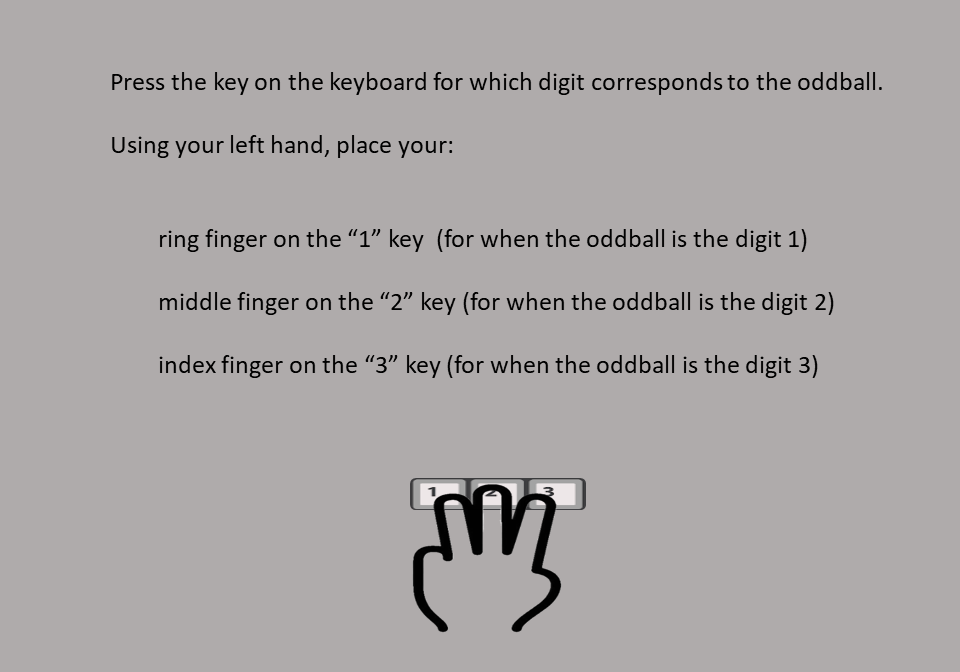 Press the key on the keyboard for which digit corresponds to the oddball.
Using your left hand, place your:
ring finger on the “1” key  (for when the oddball is the digit 1)
middle finger on the “2” key (for when the oddball is the digit 2)
index finger on the “3” key (for when the oddball is the digit 3)
1 2 3